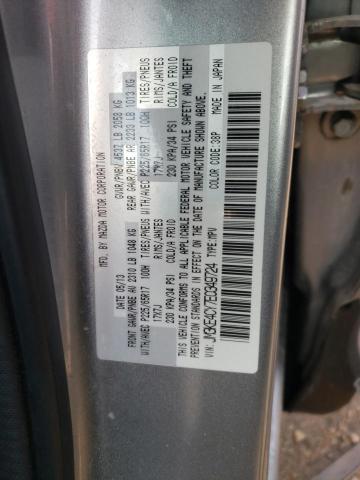 MFD. BY: MAZDA MOTOR CORPORATION
DATE: 05/13 GVWR/PNBV 4537 LB 2058 KG
FRONT GAWR/PNBE AV 2310 LB 1048 KG REAR GAWR/PNBE AR 2233 LB 1013 KG
WITH/AVEC P225/65R17 100H TIRES/PNEUS WITH/AVEC P225/65R17 100H TIRES/PNEUS
17X7J RIMS/JANTES 17X7J RIMS/JANTES
230 KPA/34 PSI COLD/A FROID 230 KPA/34 PSI COLD/A FROID
THIS VEHICLE CONFORMS TO ALL APPLICABLE FEDERAL MOTOR VEHICLE SAFETY AND THEFT
PREVENTION STANDARDS IN EFFECT ON THE DATE OF MANUFACTURE SHOWN ABOVE.
VIN: JM3KE4CY7E0349724 COLOR CODE: 38P
TYPE: MPV MADE IN JAPAN